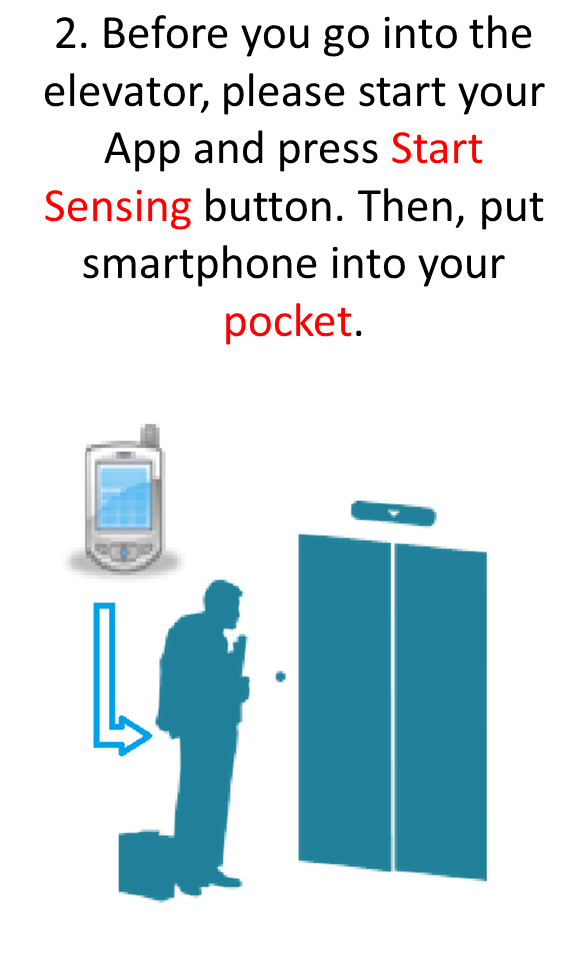 2. Before you go into the
elevator, please start your
App and press Start
Sensing button. Then, put
smartphone into your
pocket.